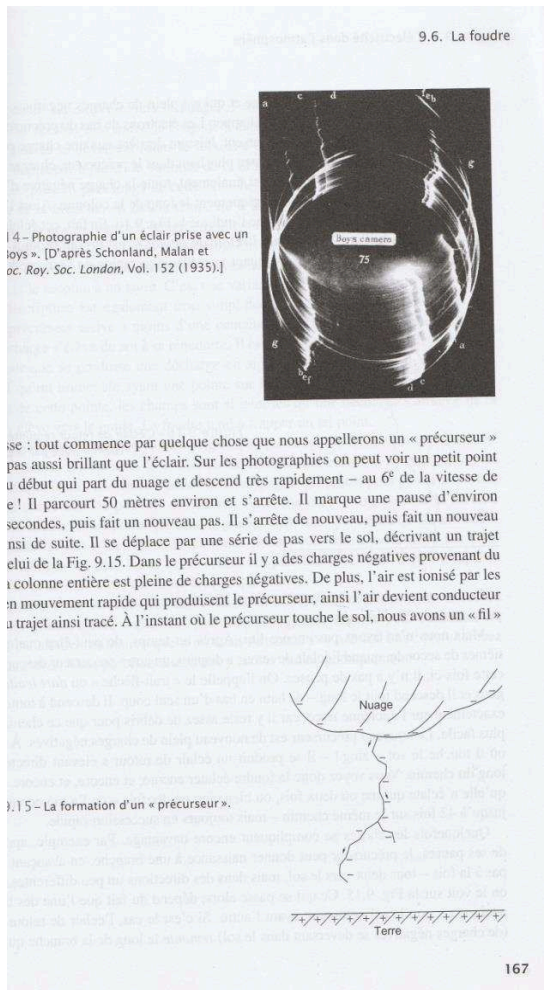 9.6. La foudre
a c d feb
g
Boys camera
75
g a
bef d c
14 – Photographie d'un éclair prise avec un
Boys ». [D'après Schonland, Malan et
oc. Roy. Soc. London, Vol. 152 (1935).]
sse : tout commence par quelque chose que nous appellerons un « précurseur »
pas aussi brillant que l'éclair. Sur les photographies on peut voir un petit point
u début qui part du nuage et descend très rapidement – au 6e de la vitesse de
e ! Il parcourt 50 mètres environ et s'arrête. Il marque une pause d'environ
secondes, puis fait un nouveau pas. Il s'arrête de nouveau, puis fait un nouveau
nsi de suite. Il se déplace par une série de pas vers le sol, décrivant un trajet
elui de la Fig. 9.15. Dans le précurseur il y a des charges négatives provenant du
a colonne entière est pleine de charges négatives. De plus, l'air est ionisé par les
en mouvement rapide qui produisent le précurseur, ainsi l'air devient conducteur
u trajet ainsi tracé. À l'instant où le précurseur touche le sol, nous avons un « fil »
Nuage
9.15 – La formation d'un « précurseur ».
Terre
167